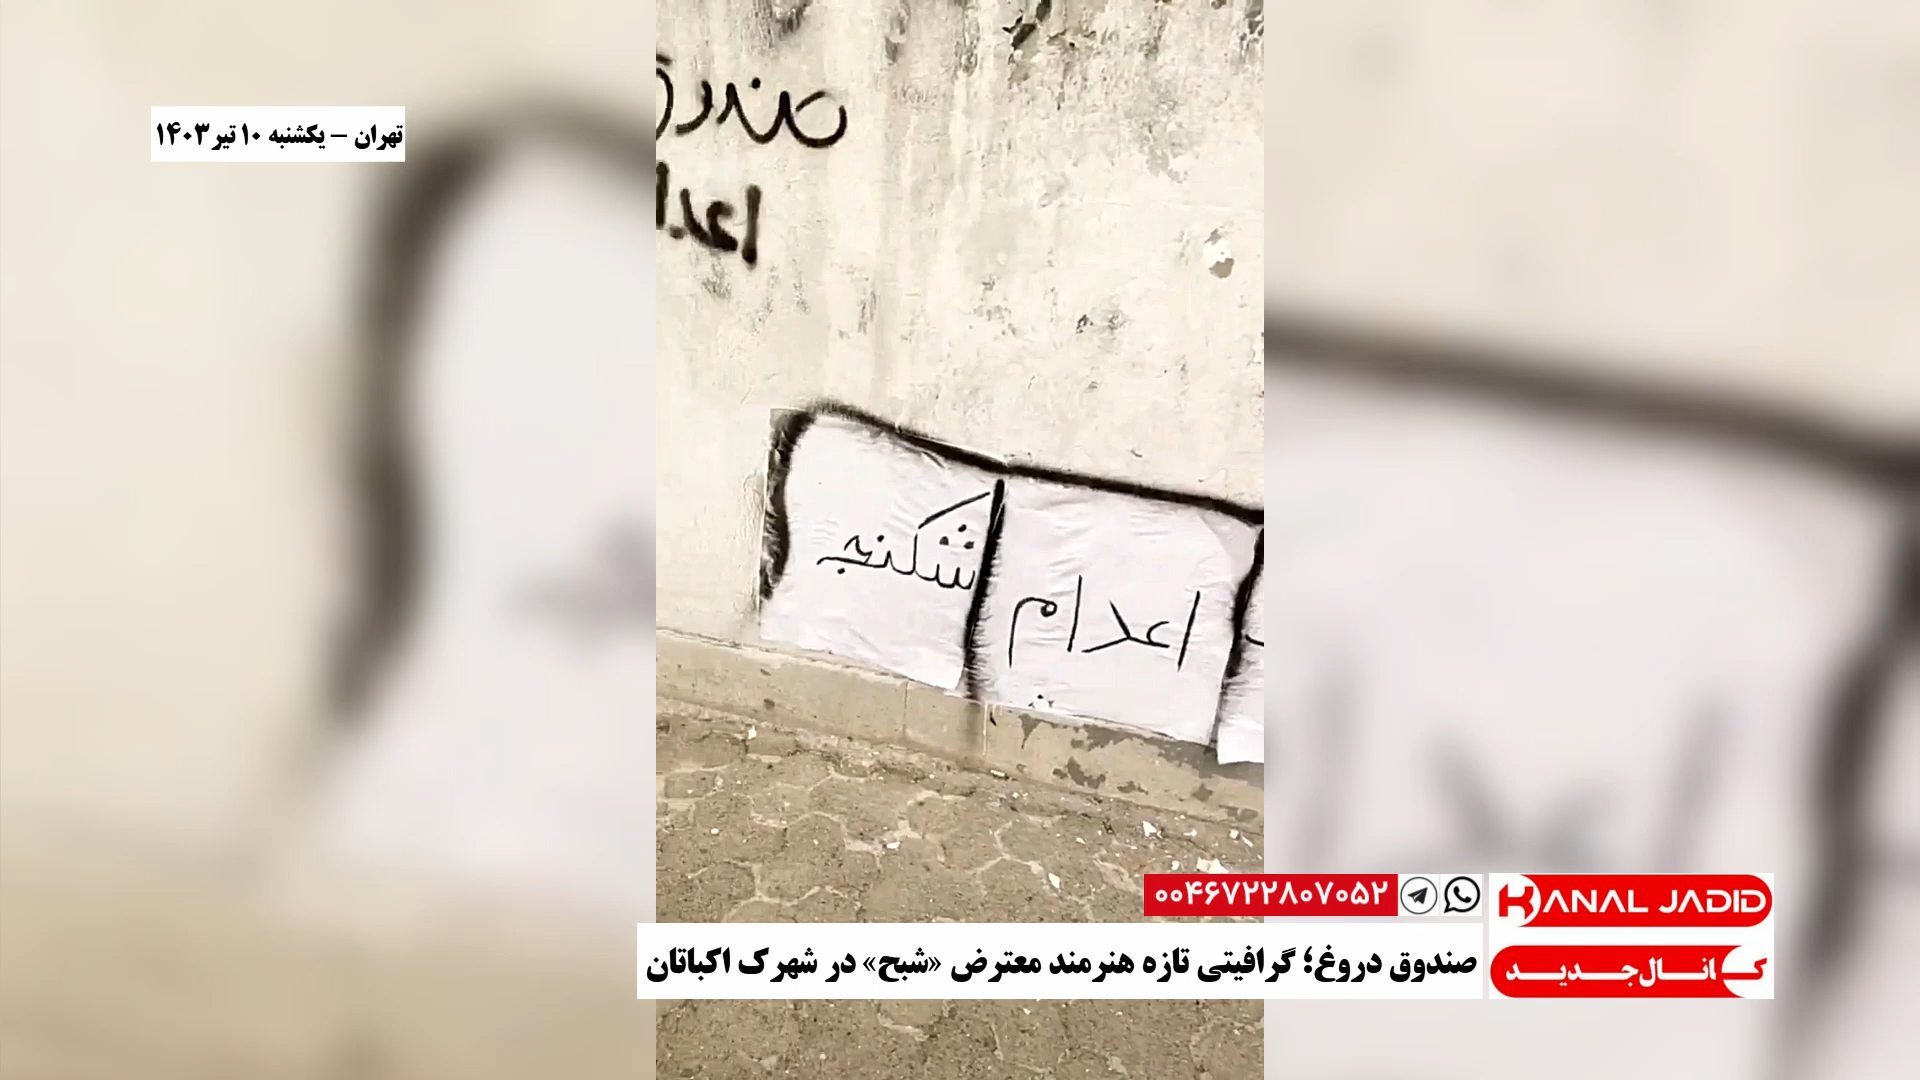 تهران – یکشنبه ۱۰ تیر ۱۴۰۳
صندوق
اعدا
اعدام
شکنجه
۰۰۴۶۷۲۲۸۰۷۰۵۲
KANAL JADID
کانال جدید
صندوق دروغ؛ گرافیتی تازه هنرمند معترض «شبح» در شهرک اکباتان